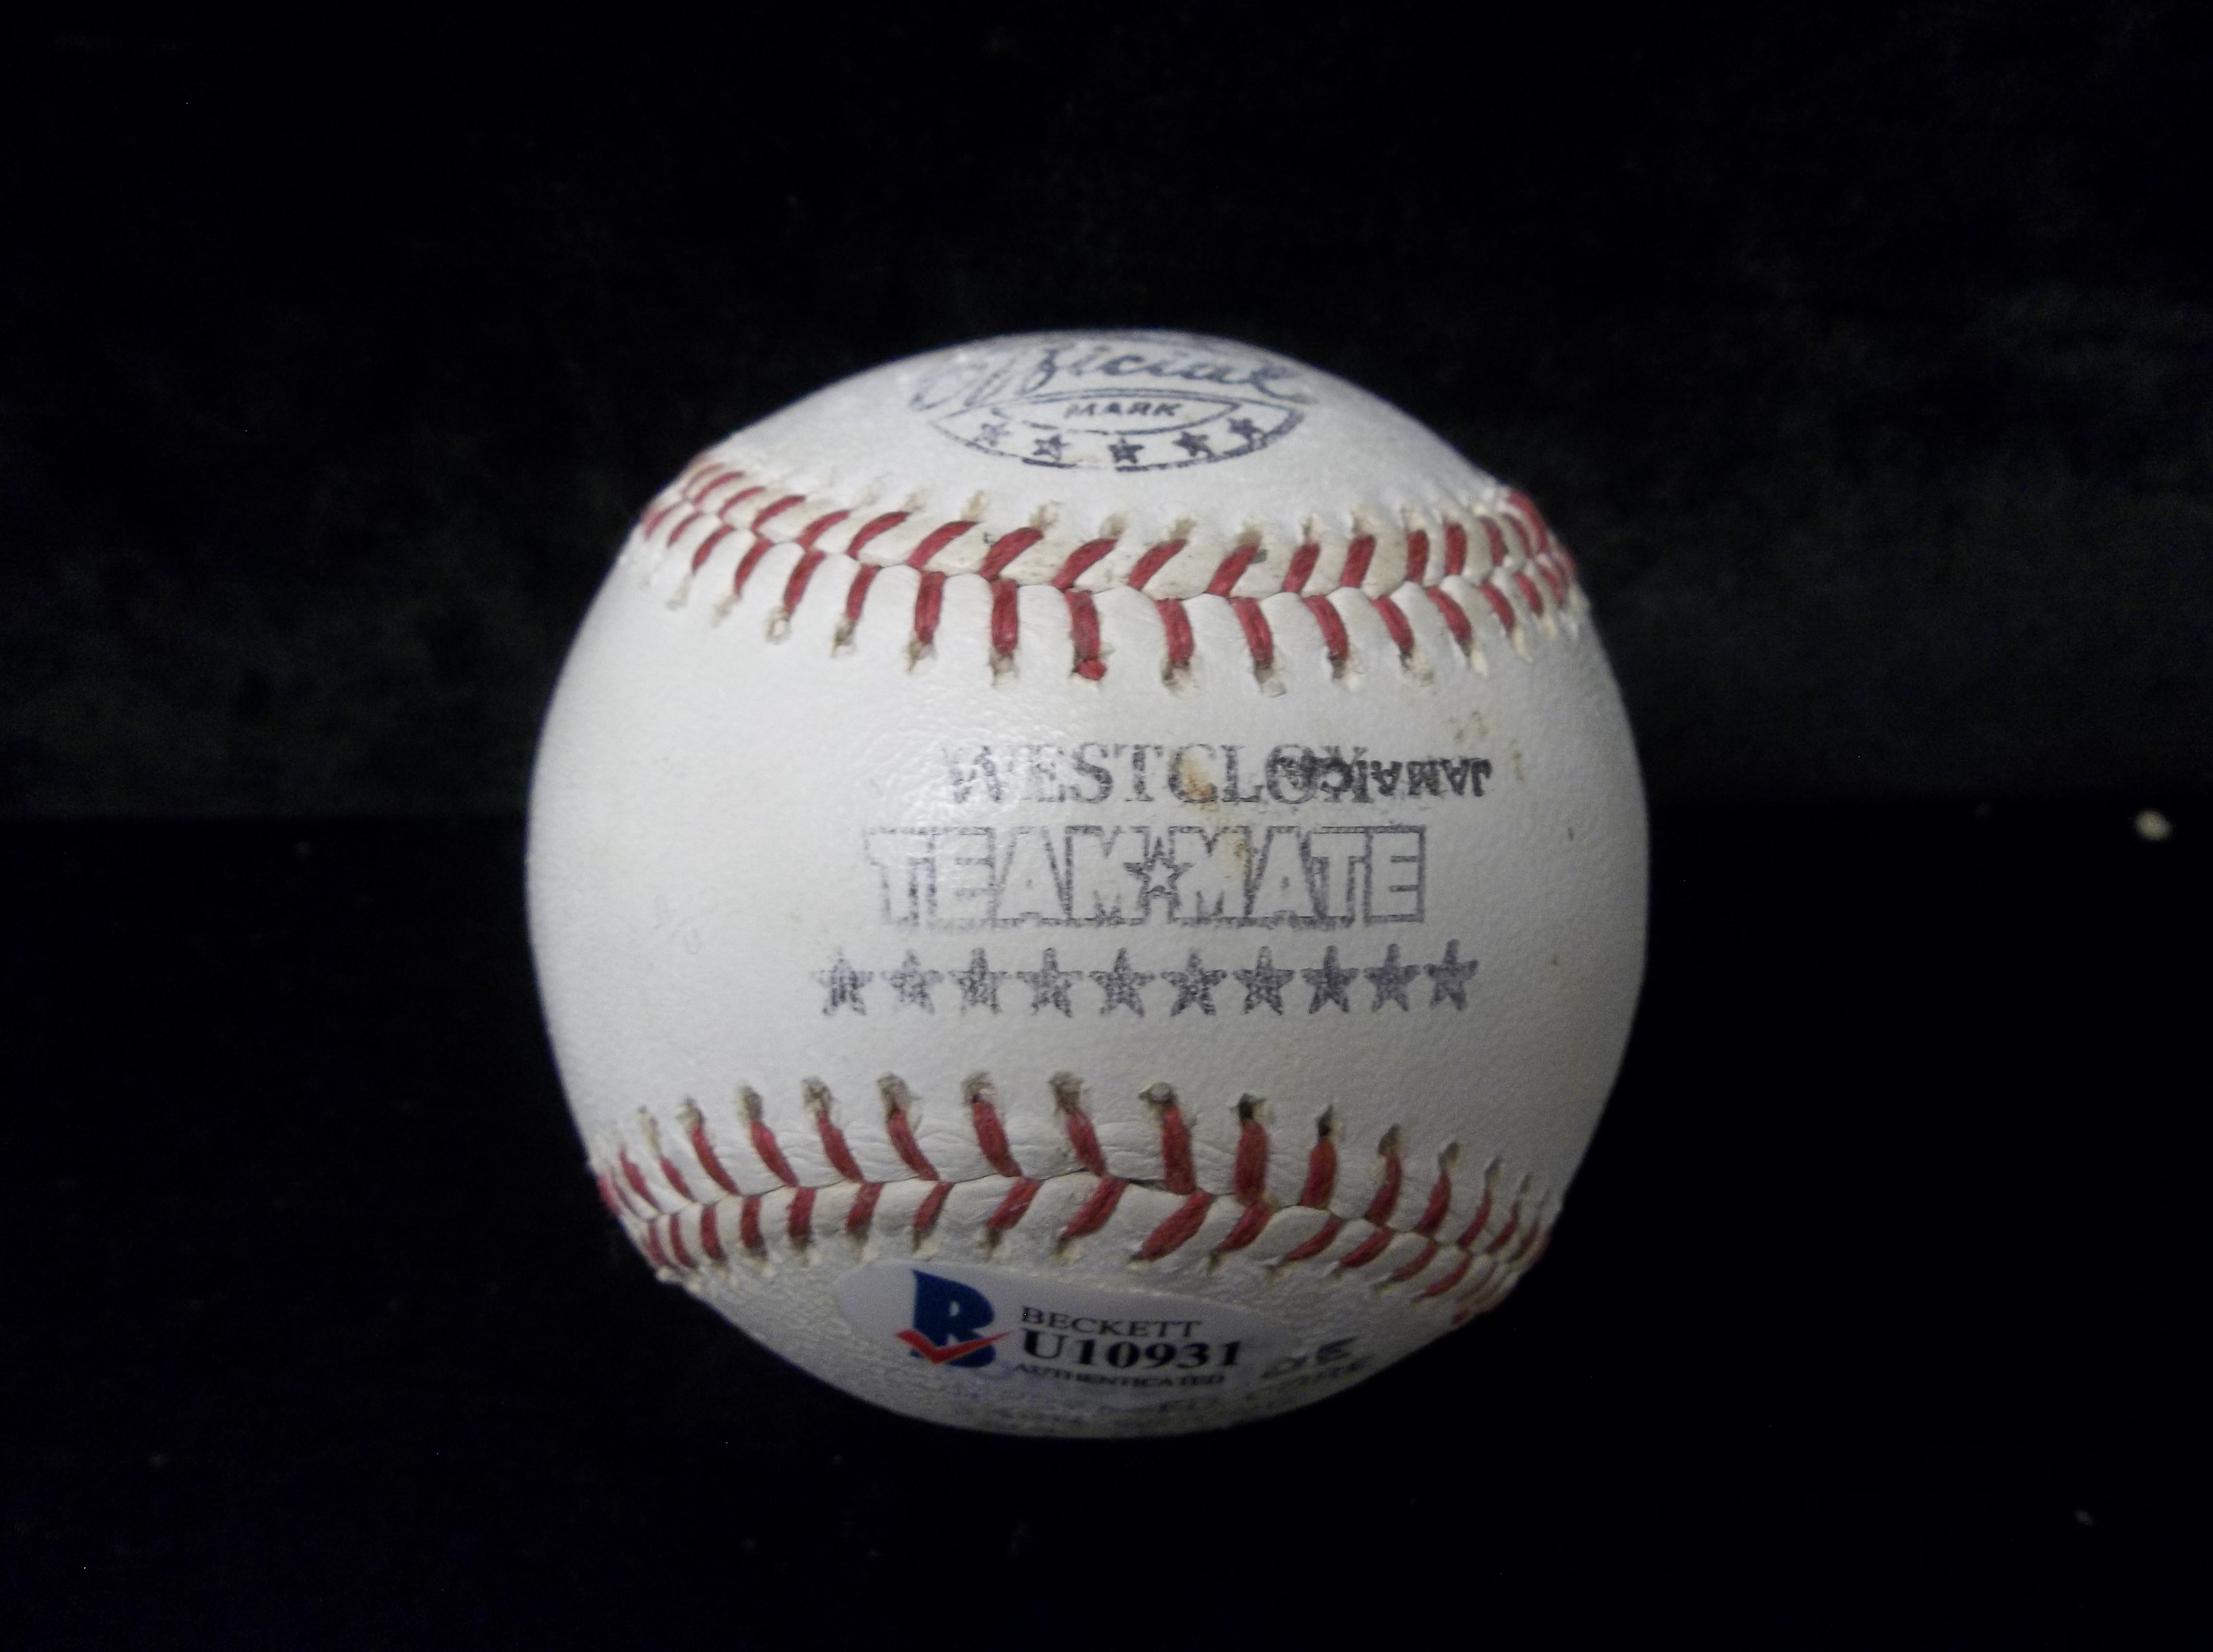 Official
MARK
WESTCLOX
JAMAICA
TEAM★MATE
BECKETT
U10931
AUTHENTICATED